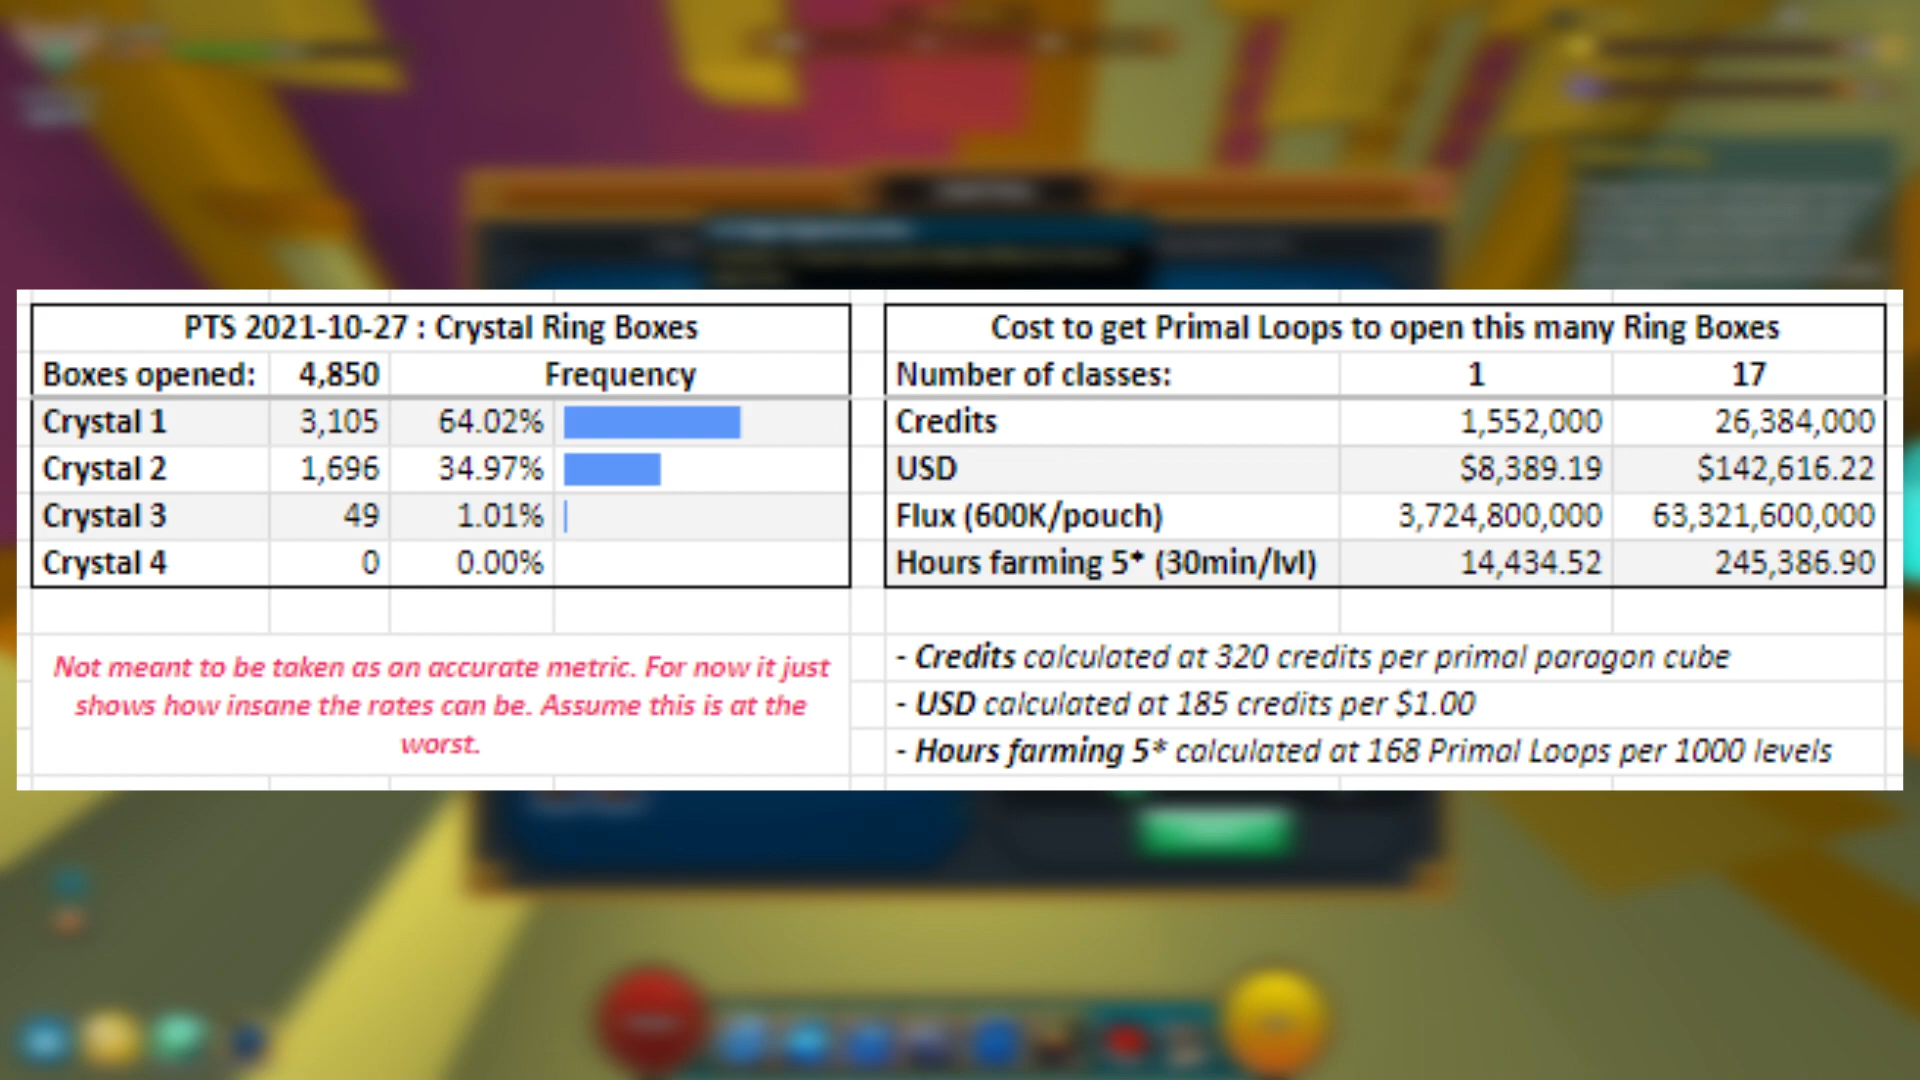 PTS 2021-10-27 : Crystal Ring Boxes
Boxes opened: 4,850 Frequency
Crystal 1 3,105 64.02%
Crystal 2 1,696 34.97%
Crystal 3 49 1.01%
Crystal 4 0 0.00%
Not meant to be taken as an accurate metric. For now it just
shows how insane the rates can be. Assume this is at the
worst.
Cost to get Primal Loops to open this many Ring Boxes
Number of classes: 1 17
Credits 1,552,000 26,384,000
USD $8,389.19 $142,616.22
Flux (600K/pouch) 3,724,800,000 63,321,600,000
Hours farming 5* (30min/lvl) 14,434.52 245,386.90
- Credits calculated at 320 credits per primal paragon cube
- USD calculated at 185 credits per $1.00
- Hours farming 5* calculated at 168 Primal Loops per 1000 levels